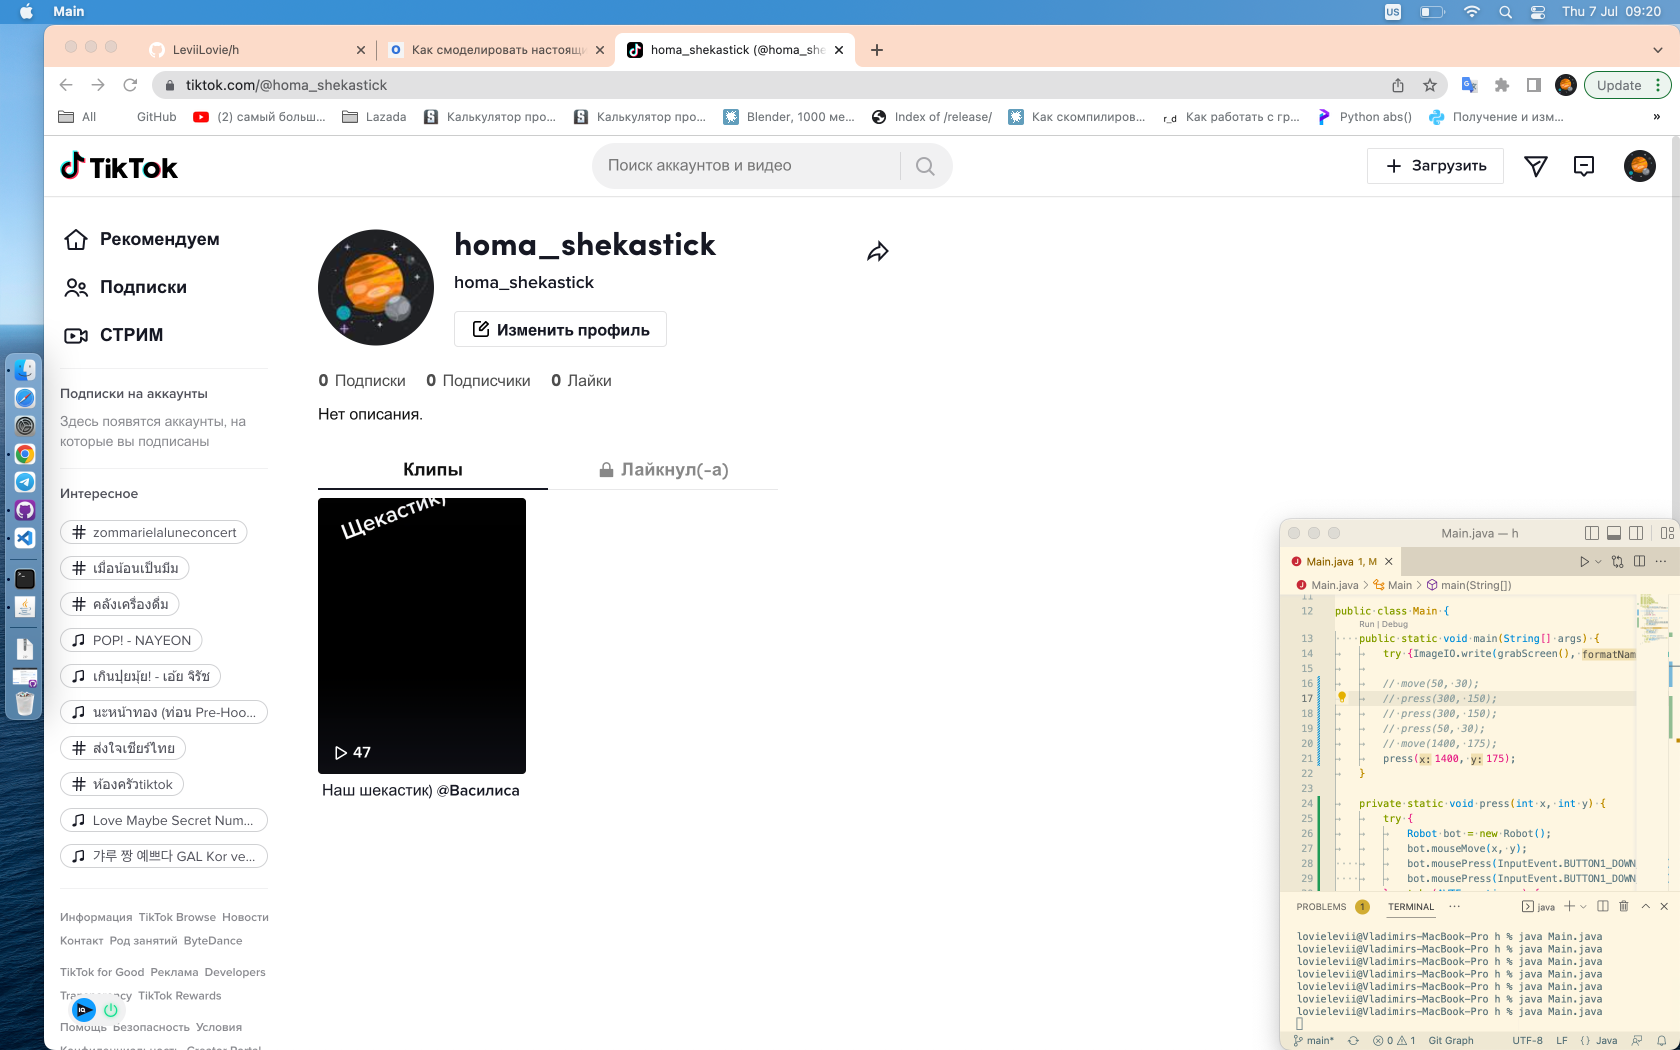 Main
US
Thu 7 Jul 09:20
LeviiLovie/h
Как смоделировать настоящи
homa_shekastick (@homa_she
tiktok.com/@homa_shekastick
Update
All
GitHub
(2) самый больш...
Lazada
Калькулятор про...
Калькулятор про...
Blender, 1000 ме...
Index of /release/
Как скомпилиров...
r_d
Как работать с гр...
Python abs()
Получение и изм...
»
TikTok
Поиск аккаунтов и видео
Загрузить
Рекомендуем
Подписки
СТРИМ
Подписки на аккаунты
Здесь появятся аккаунты, на
которые вы подписаны
Интересное
# zommarielaluneconcert
# เมื่อน้อนเป็นมีม
# คลังเครื่องดื่ม
POP! - NAYEON
เกินปุ้ยมุ้ย! - เอ๋ย จิรัช
นะหน้าทอง (ท่อน Pre-Hoo...
# ส่งใจเชียร์ไทย
# ห้องครัวtiktok
Love Maybe Secret Num...
갸루 짱 예쁘다 GAL Kor ve...
Информация TikTok Browse Новости
Контакт Род занятий ByteDance
TikTok for Good Реклама Developers
Transparency TikTok Rewards
Помощь Безопасность Условия
Конфиденциальность Creator Portal
homa_shekastick
homa_shekastick
Изменить профиль
0 Подписки 0 Подписчики 0 Лайки
Нет описания.
Клипы
Лайкнул(-а)
Щекастик)
47
Наш шекастик) @Василиса
Main.java — h
Main.java 1, M
Main.java > Main > main(String[])
11
12 public class Main {
Run | Debug
13 public static void main(String[] args) {
14 try {ImageIO.write(grabScreen(), formatNam
15
16 // move(50, 30);
17 // press(300, 150);
18 // press(300, 150);
19 // press(50, 30);
20 // move(1400, 175);
21 press(x: 1400, y: 175);
22 }
23
24 private static void press(int x, int y) {
25 try {
26 Robot bot = new Robot();
27 bot.mouseMove(x, y);
28 bot.mousePress(InputEvent.BUTTON1_DOWN
29 bot.mousePress(InputEvent.BUTTON1_DOWN
PROBLEMS 1 TERMINAL ... java
lovielevii@Vladimirs-MacBook-Pro h % java Main.java
lovielevii@Vladimirs-MacBook-Pro h % java Main.java
lovielevii@Vladimirs-MacBook-Pro h % java Main.java
lovielevii@Vladimirs-MacBook-Pro h % java Main.java
lovielevii@Vladimirs-MacBook-Pro h % java Main.java
lovielevii@Vladimirs-MacBook-Pro h % java Main.java
lovielevii@Vladimirs-MacBook-Pro h % java Main.java
main* 0 1 Git Graph UTF-8 LF {} Java